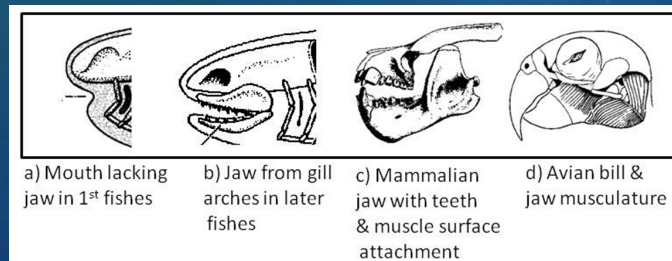 a) Mouth lacking
jaw in 1st fishes
b) Jaw from gill
arches in later
fishes
c) Mammalian
jaw with teeth
& muscle surface
attachment
d) Avian bill &
jaw musculature